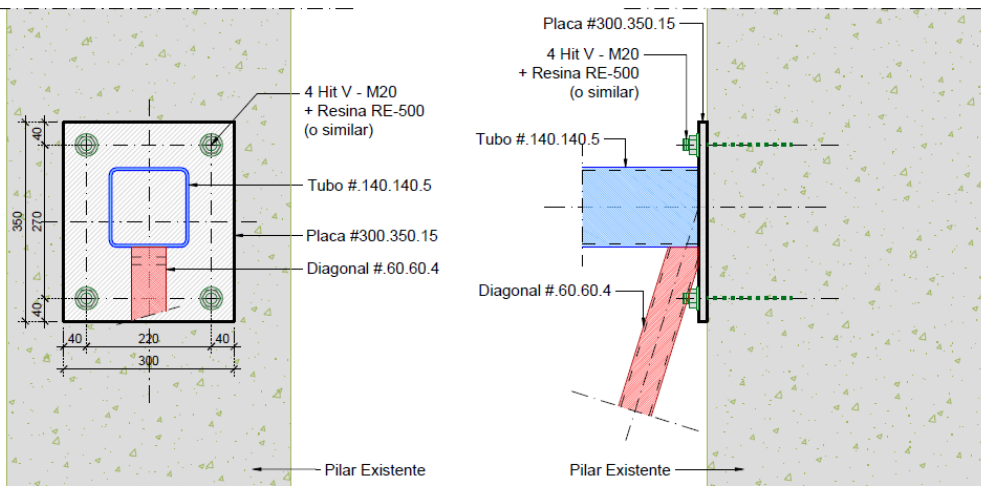 4 Hit V - M20
+ Resina RE-500
(o similar)
Tubo #.140.140.5
Placa #300.350.15
Diagonal #.60.60.4
40
350
270
40
40
220
40
300
Pilar Existente
Placa #300.350.15
4 Hit V - M20
+ Resina RE-500
(o similar)
Tubo #.140.140.5
Diagonal #.60.60.4
Pilar Existente